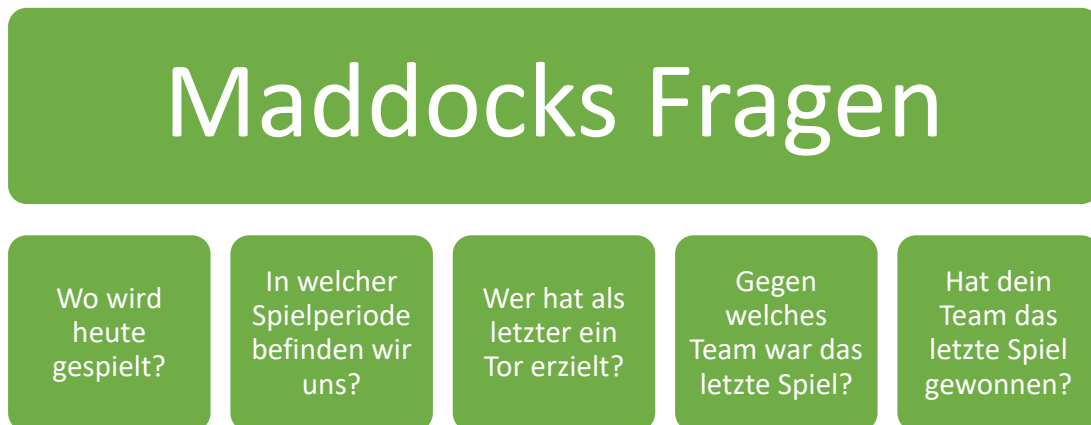 Maddocks Fragen
Wo wird
heute
gespielt?
In welcher
Spielperiode
befinden wir
uns?
Wer hat als
letzter ein
Tor erzielt?
Gegen
welches
Team war das
letzte Spiel?
Hat dein
Team das
letzte Spiel
gewonnen?